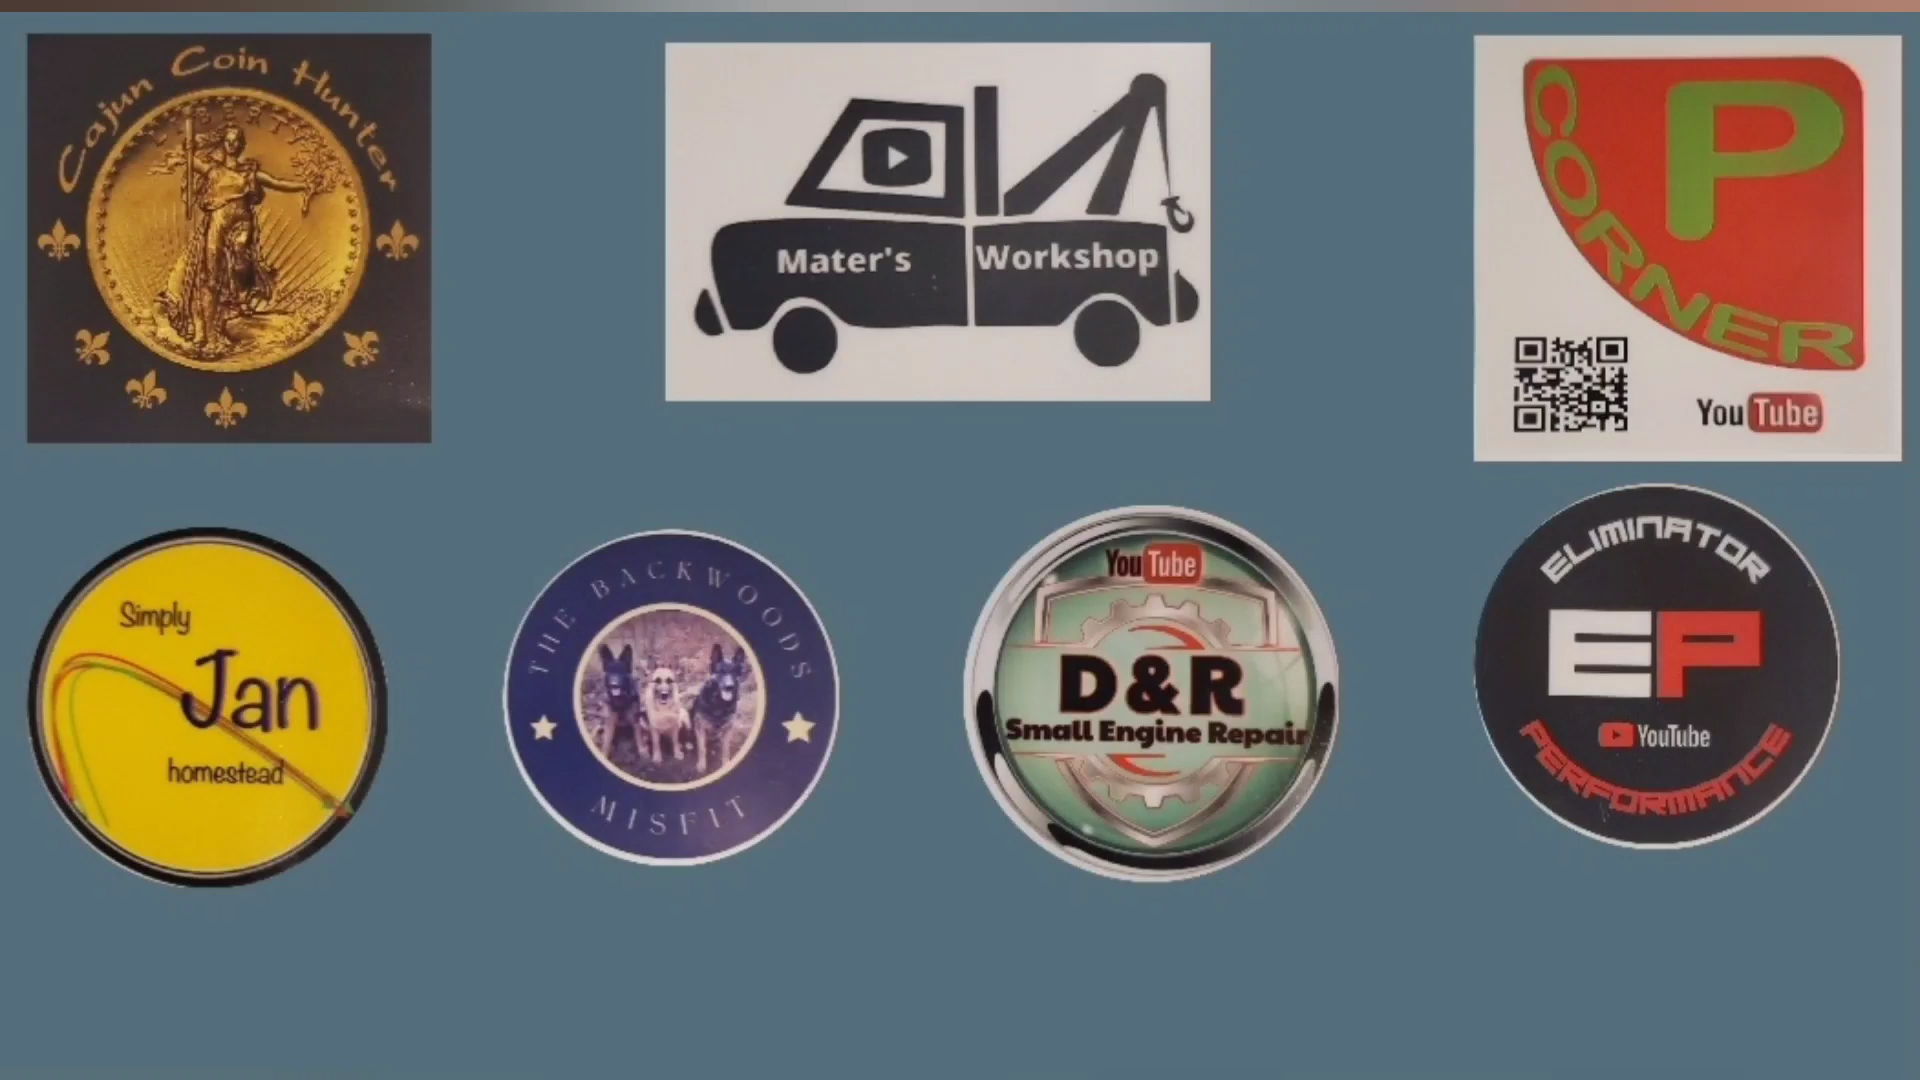 Cajun Coin Hunter
LIBERTY
Mater's Workshop
P
CORNER
YouTube
Simply
Jan
homestead
THE BACKWOODS
MISFIT
YouTube
D&R
Small Engine Repair
ELIMINATOR
EP
YouTube
PERFORMANCE